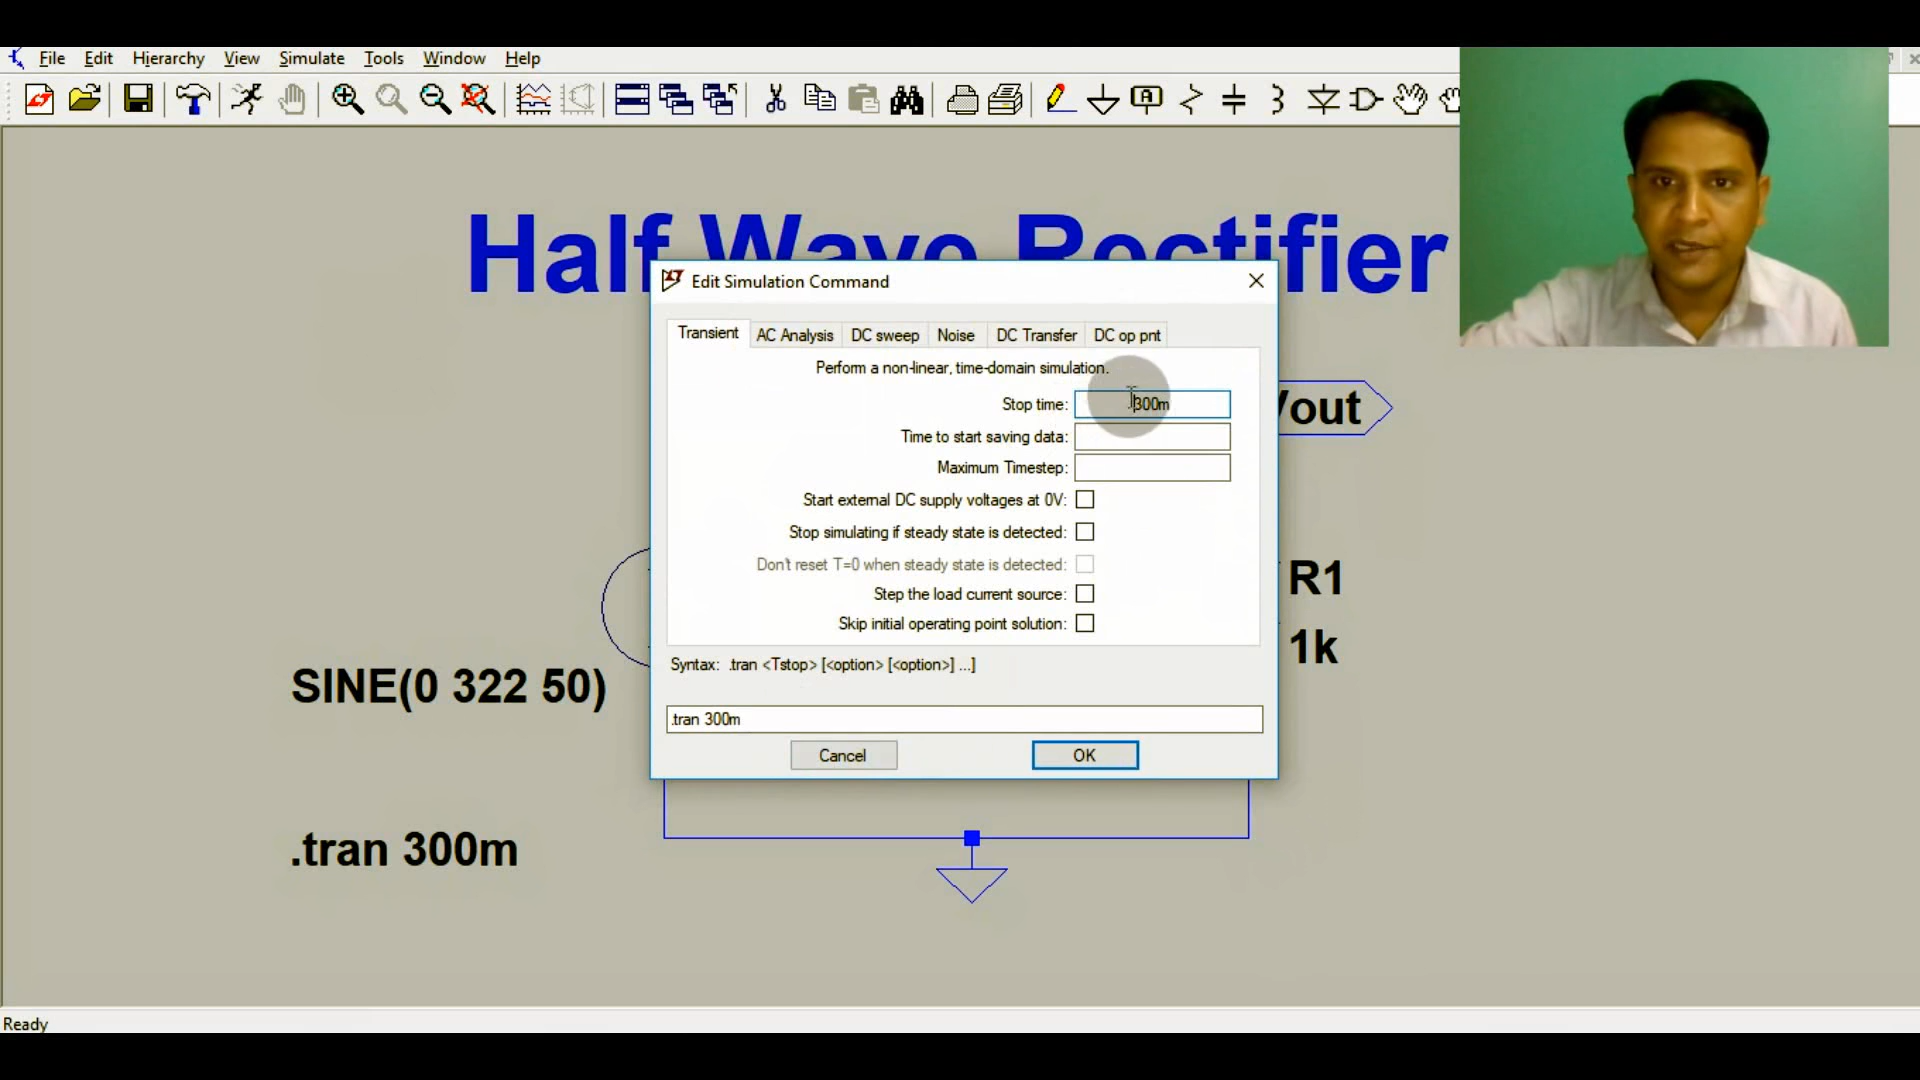 File Edit Hierarchy View Simulate Tools Window Help
Half Wave Rectifier
Edit Simulation Command
Transient AC Analysis DC sweep Noise DC Transfer DC op pnt
Perform a non-linear, time-domain simulation.
Stop time: 300m
Time to start saving data:
Maximum Timestep:
Start external DC supply voltages at 0V:
Stop simulating if steady state is detected:
Don't reset T=0 when steady state is detected:
Step the load current source:
Skip initial operating point solution:
Syntax: .tran <Tstop> [<option> [<option>] ...]
.tran 300m
Cancel OK
Vout
R1
1k
SINE(0 322 50)
.tran 300m
Ready